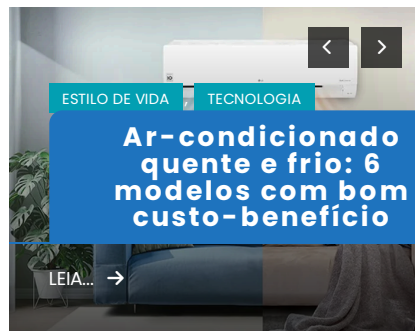 ESTILO DE VIDA
TECNOLOGIA
Ar-condicionado
quente e frio: 6
modelos com bom
custo-benefício
LEIA...